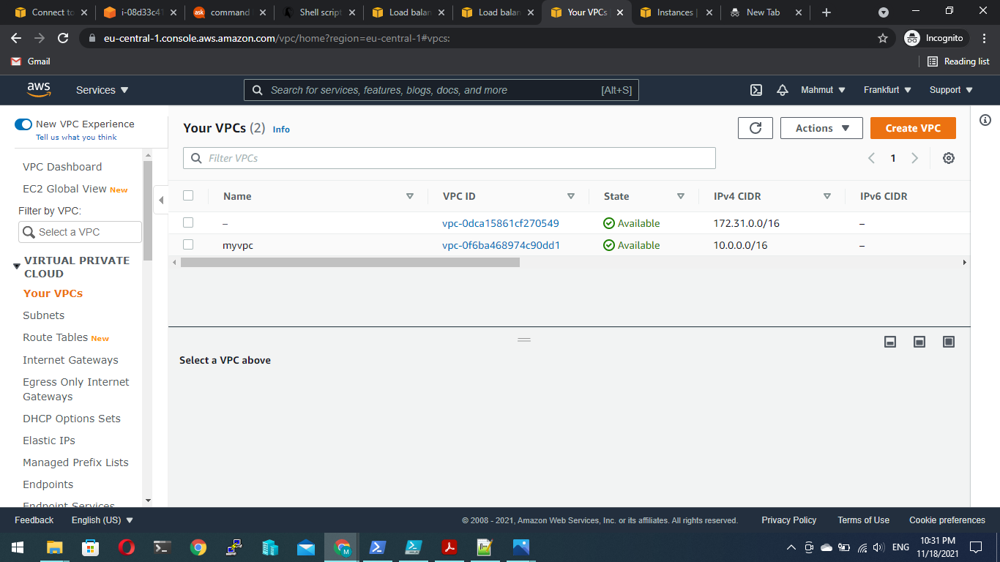 Connect to
i-08d33c41
ask
command
Shell script
Load balan
Load balan
Your VPCs
Instances |
New Tab
eu-central-1.console.aws.amazon.com/vpc/home?region=eu-central-1#vpcs:
Incognito
Gmail
Reading list
aws
Services
Search for services, features, blogs, docs, and more
[Alt+S]
Mahmut
Frankfurt
Support
New VPC Experience
Tell us what you think
VPC Dashboard
EC2 Global View New
Filter by VPC:
Select a VPC
VIRTUAL PRIVATE
CLOUD
Your VPCs
Subnets
Route Tables New
Internet Gateways
Egress Only Internet
Gateways
DHCP Options Sets
Elastic IPs
Managed Prefix Lists
Endpoints
Endpoint Services
Your VPCs (2) Info
Actions
Create VPC
Filter VPCs
1
Name VPC ID State IPv4 CIDR IPv6 CIDR
– vpc-0dca15861cf270549 Available 172.31.0.0/16 –
myvpc vpc-0f6ba468974c90dd1 Available 10.0.0.0/16 –
Select a VPC above
Feedback
English (US)
© 2008 - 2021, Amazon Web Services, Inc. or its affiliates. All rights reserved.
Privacy Policy
Terms of Use
Cookie preferences
M
ENG
10:31 PM
11/18/2021